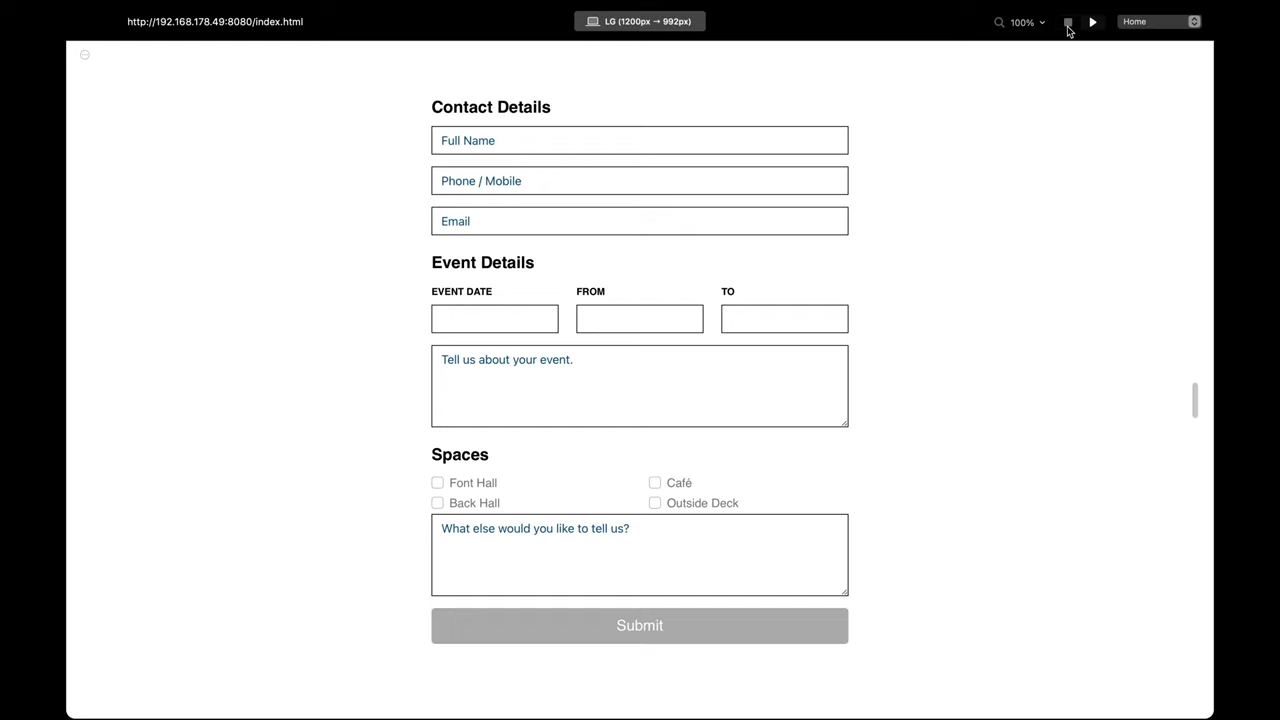 http://192.168.178.49:8080/index.html
LG (1200px → 992px)
100%
Home
Contact Details
Full Name
Phone / Mobile
Email
Event Details
EVENT DATE FROM TO
Tell us about your event.
Spaces
Font Hall Café
Back Hall Outside Deck
What else would you like to tell us?
Submit